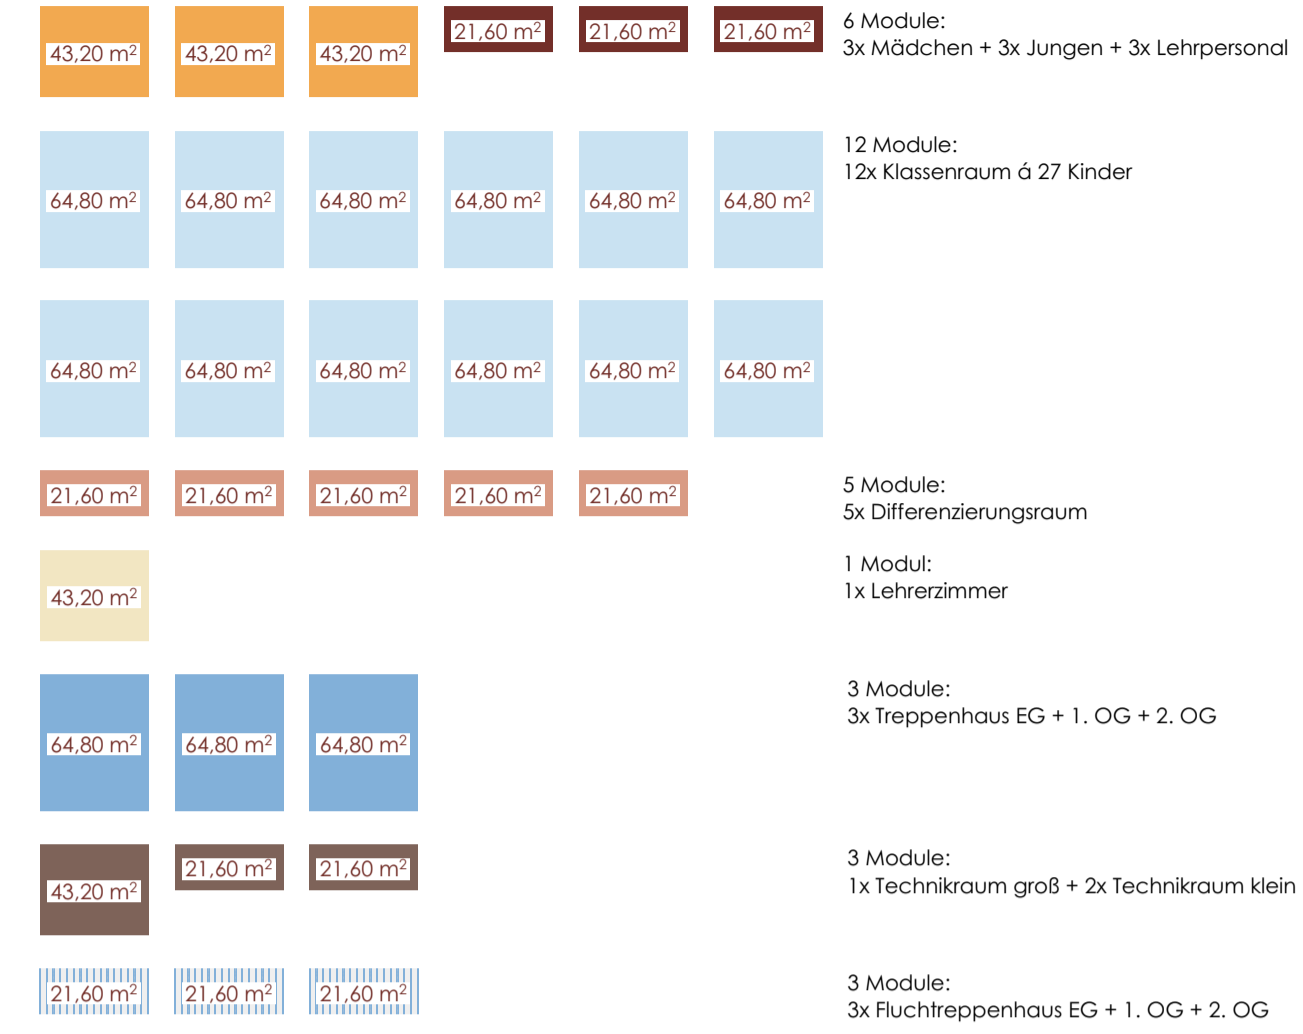 43,20 m² 43,20 m² 43,20 m² 21,60 m² 21,60 m² 21,60 m²
6 Module:
3x Mädchen + 3x Jungen + 3x Lehrpersonal
64,80 m² 64,80 m² 64,80 m² 64,80 m² 64,80 m² 64,80 m²
12 Module:
12x Klassenraum á 27 Kinder
64,80 m² 64,80 m² 64,80 m² 64,80 m² 64,80 m² 64,80 m²
21,60 m² 21,60 m² 21,60 m² 21,60 m² 21,60 m²
5 Module:
5x Differenzierungsraum
43,20 m²
1 Modul:
1x Lehrerzimmer
64,80 m² 64,80 m² 64,80 m²
3 Module:
3x Treppenhaus EG + 1. OG + 2. OG
43,20 m² 21,60 m² 21,60 m²
3 Module:
1x Technikraum groß + 2x Technikraum klein
21,60 m² 21,60 m² 21,60 m²
3 Module:
3x Fluchtreppenhaus EG + 1. OG + 2. OG